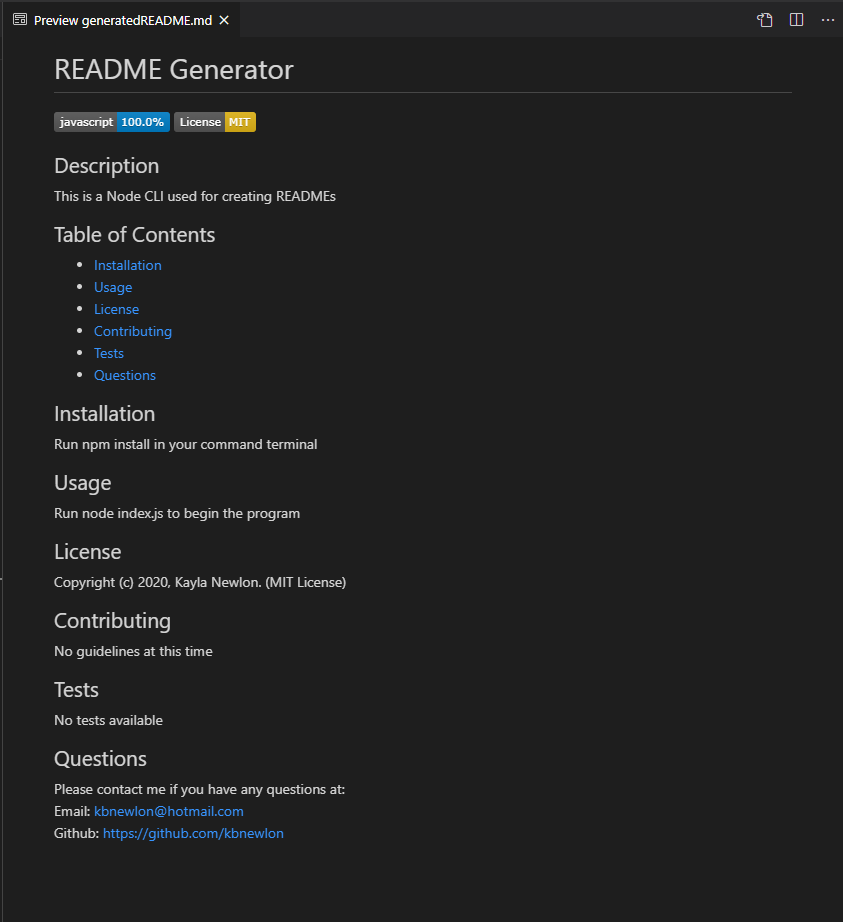 Preview generatedREADME.md
README Generator
javascript 100.0% License MIT
Description
This is a Node CLI used for creating READMEs
Table of Contents
Installation
Usage
License
Contributing
Tests
Questions
Installation
Run npm install in your command terminal
Usage
Run node index.js to begin the program
License
Copyright (c) 2020, Kayla Newlon. (MIT License)
Contributing
No guidelines at this time
Tests
No tests available
Questions
Please contact me if you have any questions at:
Email: kbnewlon@hotmail.com
Github: https://github.com/kbnewlon